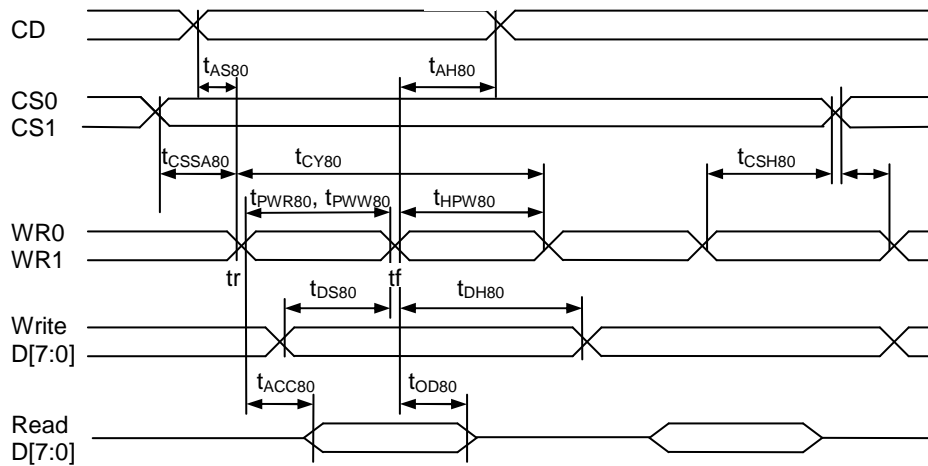 CD
tAS80 tAH80
CS0
CS1
tCSSA80 tCY80 tCSH80
tPWR80, tPWW80 tHPW80
WR0
WR1
tr tf
tDS80 tDH80
Write
D[7:0]
tACC80 tOD80
Read
D[7:0]